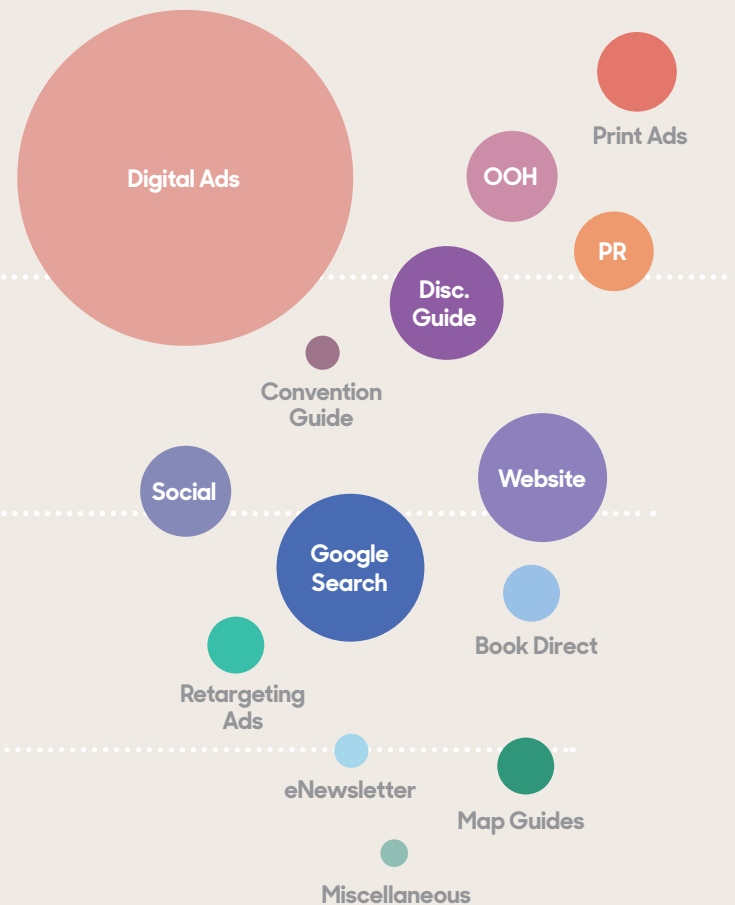 Print Ads
Digital Ads
OOH
PR
Disc.
Guide
Convention
Guide
Website
Social
Google
Search
Book Direct
Retargeting
Ads
eNewsletter
Map Guides
Miscellaneous